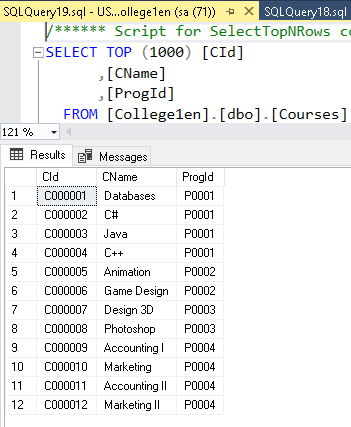 SQLQuery19.sql - US...ollege1en (sa (71))* SQLQuery18.sql
/****** Script for SelectTopNRows
SELECT TOP (1000) [CId]
,[CName]
,[ProgId]
FROM [College1en].[dbo].[Courses]
121 %
Results Messages
CId CName ProgId
1 C000001 Databases P0001
2 C000002 C# P0001
3 C000003 Java P0001
4 C000004 C++ P0001
5 C000005 Animation P0002
6 C000006 Game Design P0002
7 C000007 Design 3D P0003
8 C000008 Photoshop P0003
9 C000009 Accounting I P0004
10 C000010 Marketing P0004
11 C000011 Accounting II P0004
12 C000012 Marketing II P0004